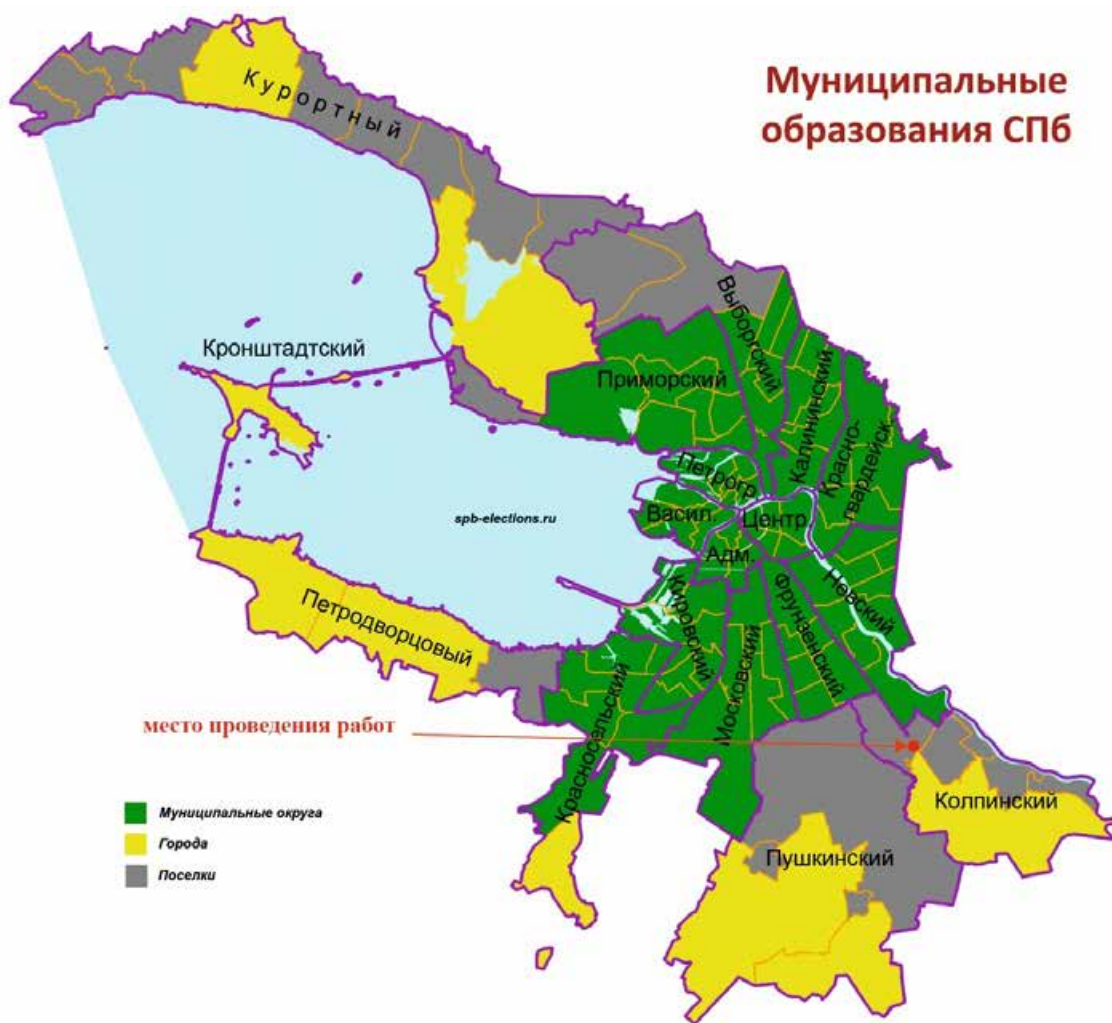 Муниципальные
образования СПб
Курортный
Выборгский
Кронштадтский
Приморский
Калининский
Красно-
гвардейск.
Петрогр.
Васил.
Центр.
spb-elections.ru
Адм.
Невский
Петродворцовый
Кировский
Фрунзенский
Московский
Красносельский
место проведения работ
Колпинский
Пушкинский
Муниципальные округа
Города
Поселки